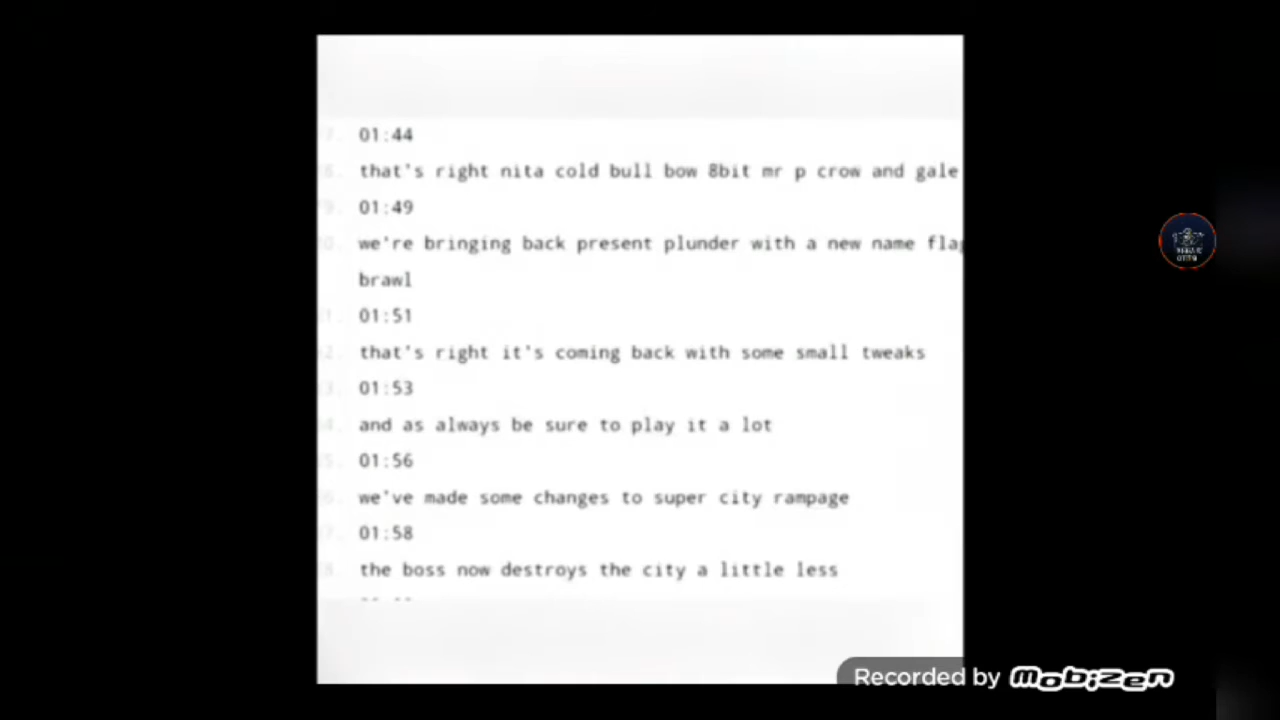 01:44
that's right nita cold bull bow 8bit mr p crow and gale
01:49
we're bringing back present plunder with a new name
brawl
01:51
that's right it's coming back with some small tweaks
01:53
and as always be sure to play it a lot
01:56
we've made some changes to super city rampage
01:58
the boss now destroys the city a little less
Recorded by Mobizen